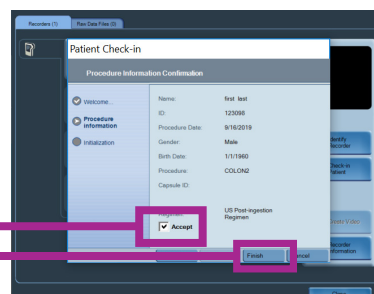 Recorders (1) Raw Data Files (0)
Patient Check-in
Procedure Information Confirmation
Welcome...
Procedure Information
Initialization
Name: first last
ID: 123098
Procedure Date: 9/16/2019
Gender: Male
Birth Date: 1/1/1960
Procedure: COLON2
Capsule ID:
Regimen: US Post-ingestion Regimen
Accept
Finish
Cancel
Identify Recorder
Check-in Patient
Create Video
Recorder Information